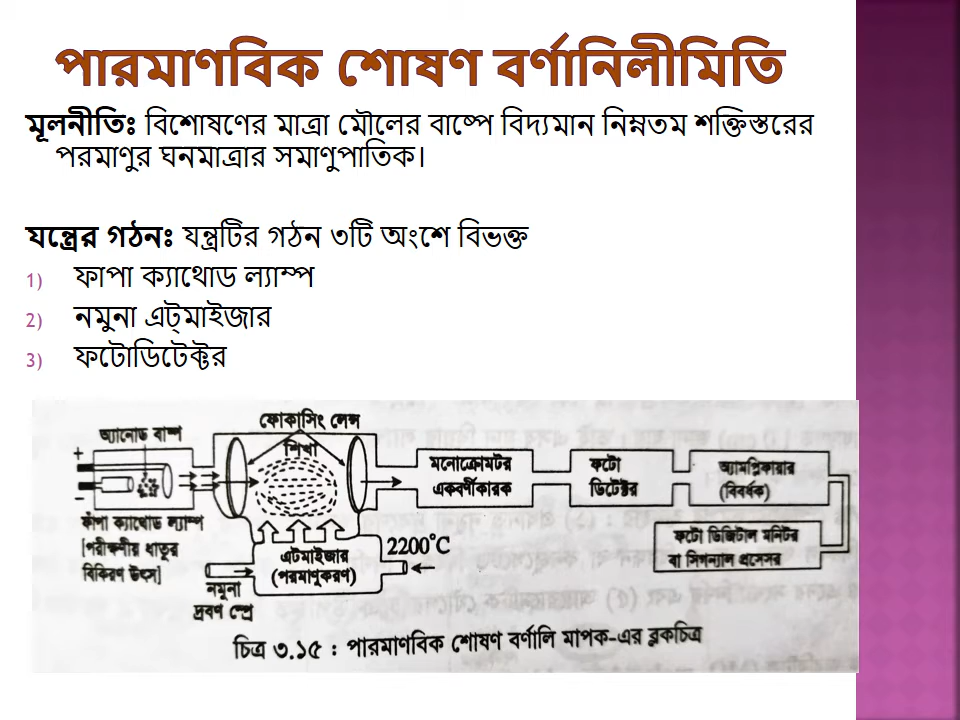 পারমাণবিক শোষণ বর্ণানিলীমিতি
মূলনীতিঃ বিশোষণের মাত্রা মৌলের বাষ্পে বিদ্যমান নিম্নতম শক্তিস্তরের
পরমাণুর ঘনমাত্রার সমাণুপাতিক।
যন্ত্রের গঠনঃ যন্ত্রটির গঠন ৩টি অংশে বিভক্ত
1) ফাপা ক্যাথোড ল্যাম্প
2) নমুনা এট্মাইজার
3) ফটোডিটেক্টর
ফোকাসিং লেন্স
অ্যানোড বাষ্প
শিখা
+
−
মনোক্রোমটর
একবর্ণীকারক
ফটো
ডিটেক্টর
অ্যামপ্লিফায়ার
(বিবর্ধক)
ফাঁপা ক্যাথোড ল্যাম্প
[পরীক্ষণীয় ধাতুর
বিকিরণ উৎস]
এটমাইজার
(পরমাণুকরণ)
2200°C
ফটো ডিজিটাল মনিটর
বা সিগন্যাল প্রসেসর
নমুনা
দ্রবণ স্প্রে
চিত্র ৩.১৫ : পারমাণবিক শোষণ বর্ণালি মাপক-এর ব্লকচিত্র